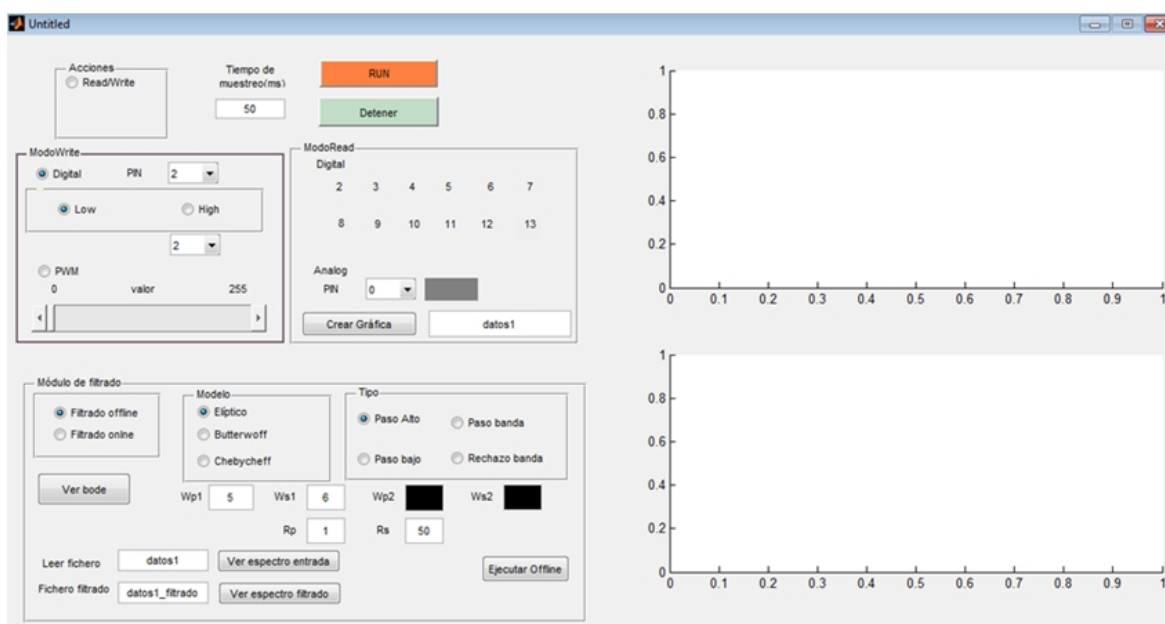 Untitled
Acciones
Read/Write
Tiempo de
muestreo(ms)
50
RUN
Detener
ModoWrite
Digital PIN 2
Low High
2
PWM
0 valor 255
ModoRead
Digital
2 3 4 5 6 7
8 9 10 11 12 13
Analog
PIN 0
Crear Gráfica datos1
Módulo de filtrado
Filtrado offline
Filtrado onlne
Modelo
Elíptico
Butterwoff
Chebycheff
Tipo
Paso Alto Paso banda
Paso bajo Rechazo banda
Ver bode
Wp1 5 Ws1 6 Wp2 Ws2
Rp 1 Rs 50
Leer fichero datos1 Ver espectro entrada
Ejecutar Offline
Fichero filtrado datos1_filtrado Ver espectro filtrado
1
0.8
0.6
0.4
0.2
0
0 0.1 0.2 0.3 0.4 0.5 0.6 0.7 0.8 0.9 1
1
0.8
0.6
0.4
0.2
0
0 0.1 0.2 0.3 0.4 0.5 0.6 0.7 0.8 0.9 1